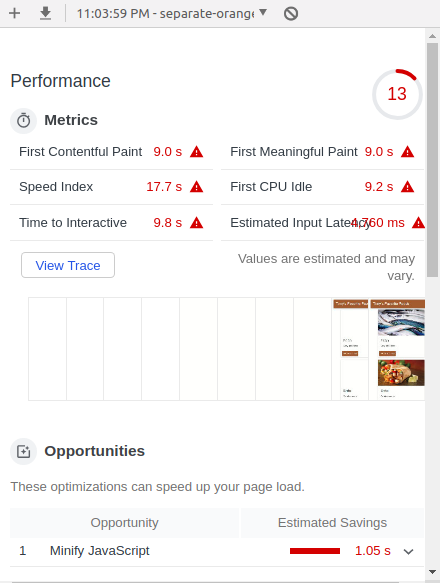 11:03:59 PM - separate-orange
Performance
13
Metrics
First Contentful Paint 9.0 s
First Meaningful Paint 9.0 s
Speed Index 17.7 s
First CPU Idle 9.2 s
Time to Interactive 9.8 s
Estimated Input Latency 4,760 ms
View Trace
Values are estimated and may
vary.
Opportunities
These optimizations can speed up your page load.
Opportunity Estimated Savings
1 Minify JavaScript 1.05 s